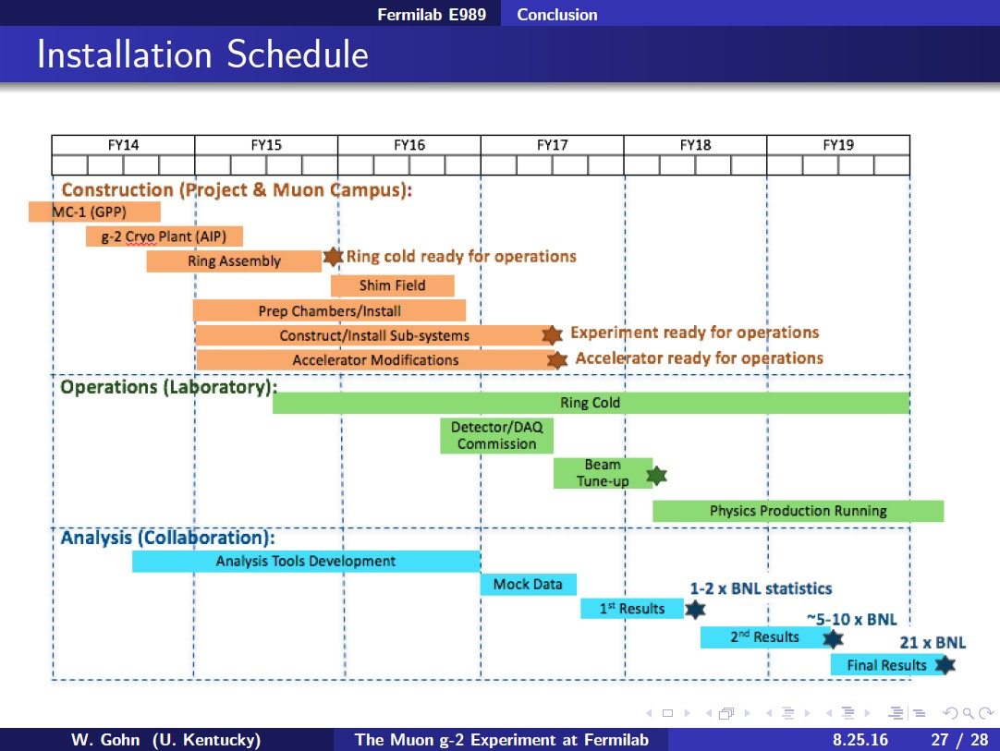 Fermilab E989 Conclusion
Installation Schedule
FY14 FY15 FY16 FY17 FY18 FY19
Construction (Project & Muon Campus):
MC-1 (GPP)
g-2 Cryo Plant (AIP)
Ring Assembly
Ring cold ready for operations
Shim Field
Prep Chambers/Install
Construct/Install Sub-systems
Experiment ready for operations
Accelerator Modifications
Accelerator ready for operations
Operations (Laboratory):
Ring Cold
Detector/DAQ
Commission
Beam
Tune-up
Physics Production Running
Analysis (Collaboration):
Analysis Tools Development
Mock Data
1-2 x BNL statistics
1st Results
~5-10 x BNL
2nd Results
21 x BNL
Final Results
W. Gohn (U. Kentucky) The Muon g-2 Experiment at Fermilab 8.25.16 27 / 28